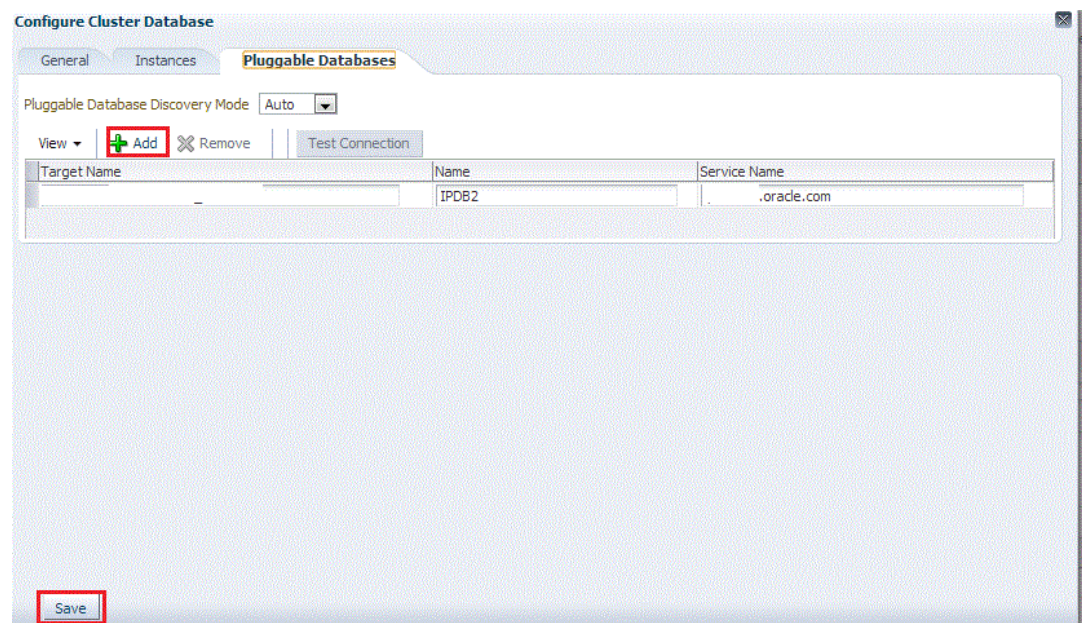 Configure Cluster Database
General Instances Pluggable Databases
Pluggable Database Discovery Mode Auto
View Add Remove Test Connection
Target Name Name Service Name
_ IPDB2 .oracle.com
Save